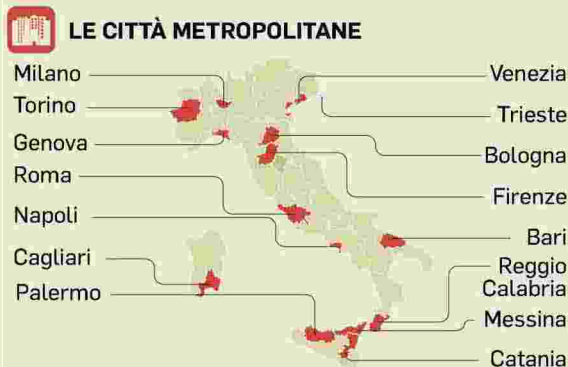 LE CITTÀ METROPOLITANE
Milano
Torino
Genova
Roma
Napoli
Cagliari
Palermo
Venezia
Trieste
Bologna
Firenze
Bari
Reggio
Calabria
Messina
Catania